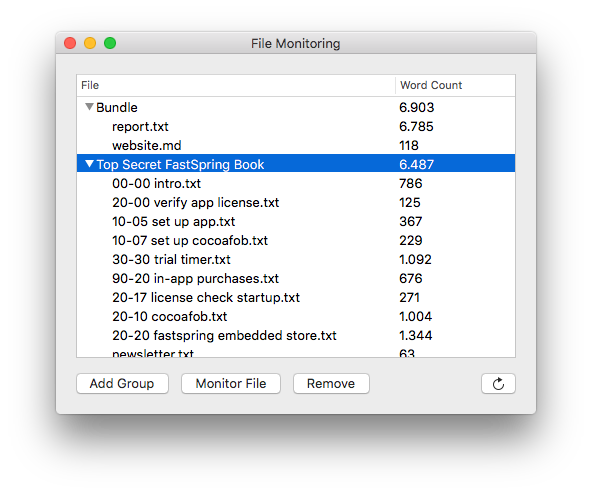 File Monitoring
File Word Count
Bundle 6.903
report.txt 6.785
website.md 118
Top Secret FastSpring Book 6.487
00-00 intro.txt 786
20-00 verify app license.txt 125
10-05 set up app.txt 367
10-07 set up cocoafob.txt 229
30-30 trial timer.txt 1.092
90-20 in-app purchases.txt 676
20-17 license check startup.txt 271
20-10 cocoafob.txt 1.004
20-20 fastspring embedded store.txt 1.344
newsletter.txt 63
Add Group Monitor File Remove